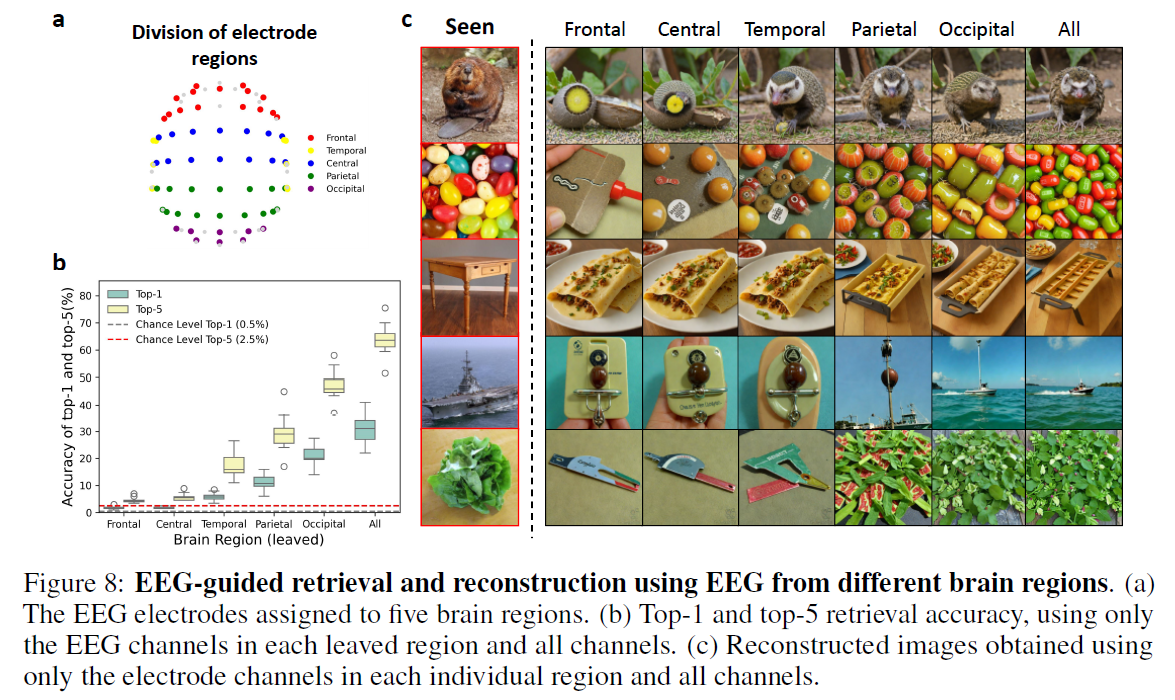 a
Division of electrode
regions
Frontal
Temporal
Central
Parietal
Occipital
b
Accuracy of top-1 and top-5(%)
80
70
60
50
40
30
20
10
0
Top-1
Top-5
Chance Level Top-1 (0.5%)
Chance Level Top-5 (2.5%)
Frontal
Central
Temporal
Parietal
Occipital
All
Brain Region (leaved)
c
Seen
Frontal
Central
Temporal
Parietal
Occipital
All
Figure 8: EEG-guided retrieval and reconstruction using EEG from different brain regions. (a)
The EEG electrodes assigned to five brain regions. (b) Top-1 and top-5 retrieval accuracy, using only
the EEG channels in each leaved region and all channels. (c) Reconstructed images obtained using
only the electrode channels in each individual region and all channels.